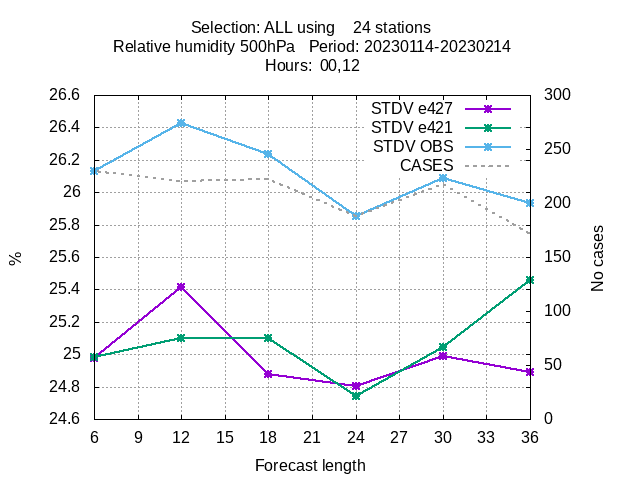 Selection: ALL using    24 stations
Relative humidity 500hPa   Period: 20230114-20230214
Hours:  00,12
26.6
26.4
26.2
26
25.8
25.6
25.4
25.2
25
24.8
24.6
%
STDV e427
STDV e421
STDV OBS
CASES
300
250
200
150
100
50
0
No cases
6 9 12 15 18 21 24 27 30 33 36
Forecast length